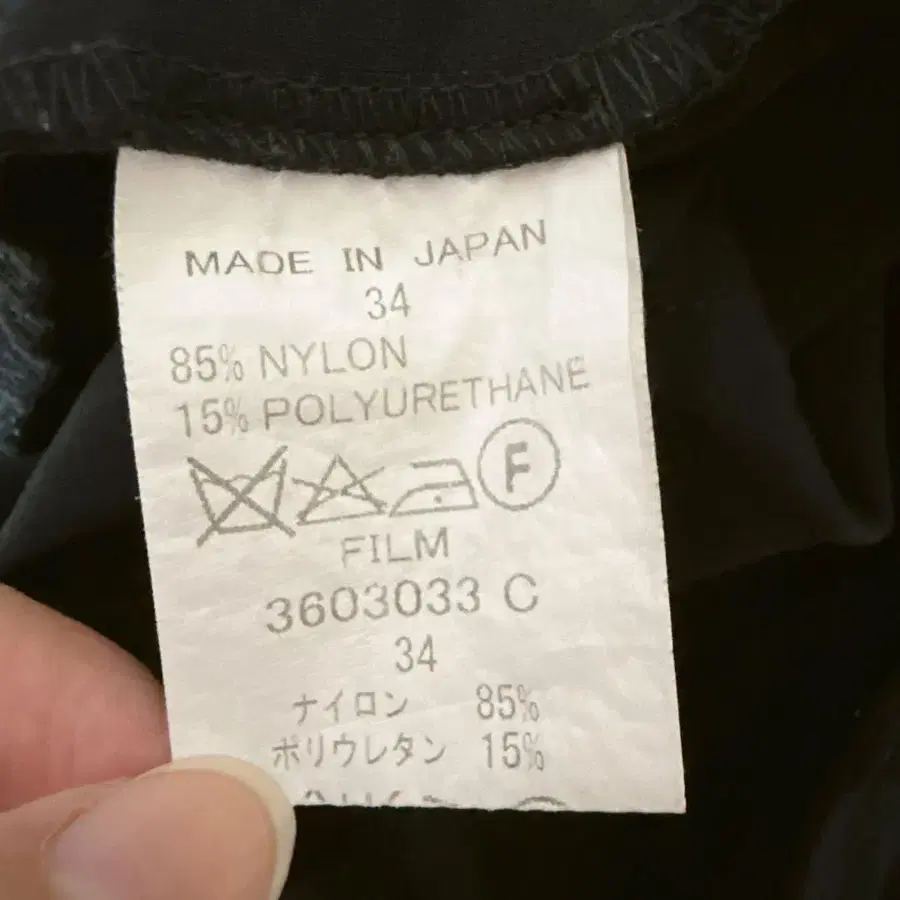 MADE IN JAPAN
34
85% NYLON
15% POLYURETHANE
F
FILM
3603033 C
34
ナイロン 85%
ポリウレタン 15%